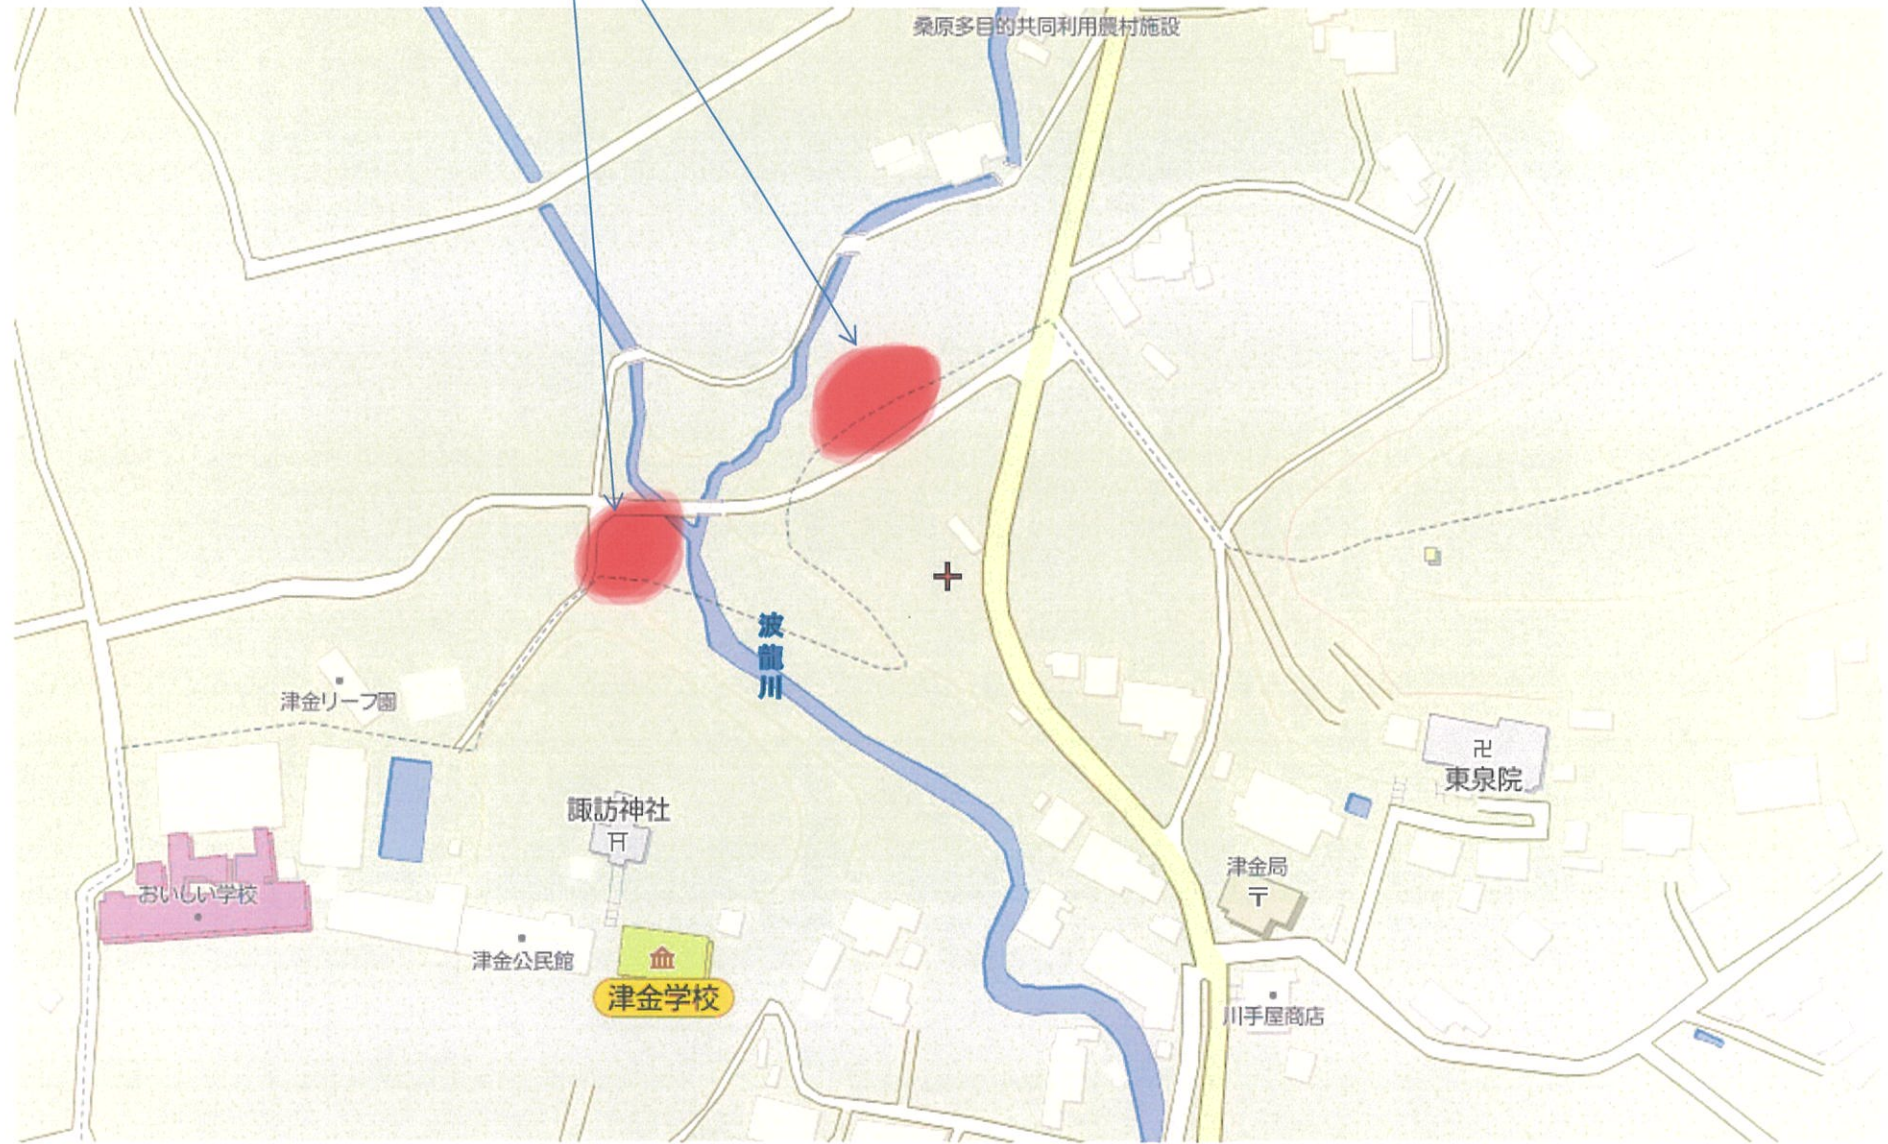 桑原多目的共同利用農村施設
波龍川
津金リーフ園
東泉院
諏訪神社
津金局
おいしい学校
津金公民館
津金学校
川手屋商店